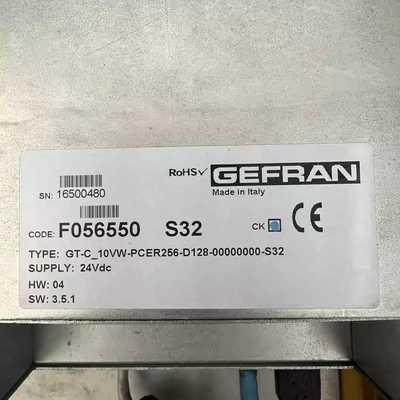 RoHS✓ GEFRAN
Made in Italy
SN: 16500480
CODE: F056550 S32 CK CE
TYPE: GT-C_10VW-PCER256-D128-00000000-S32
SUPPLY: 24Vdc
HW: 04
SW: 3.5.1